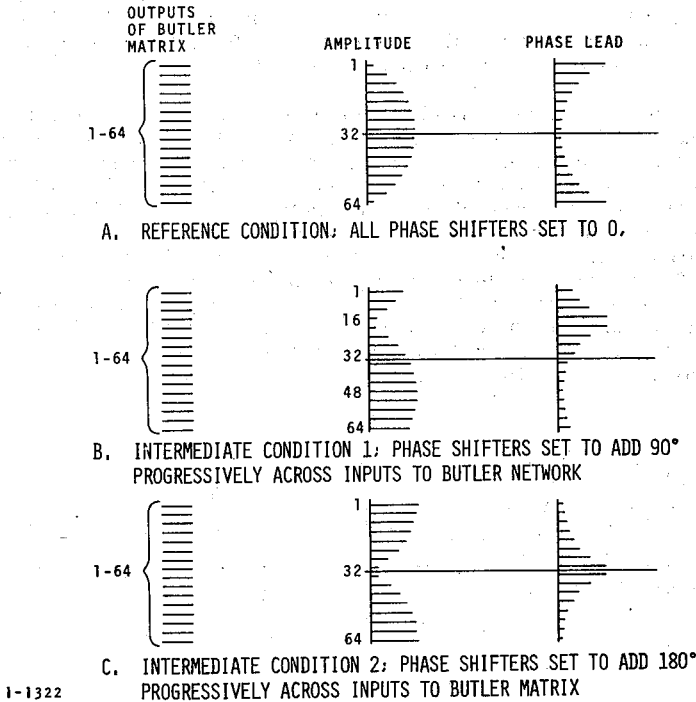 OUTPUTS
OF BUTLER
MATRIX
AMPLITUDE
PHASE LEAD
1
1-64
32
64
A. REFERENCE CONDITION; ALL PHASE SHIFTERS SET TO 0.
1
16
1-64
32
48
64
B. INTERMEDIATE CONDITION 1; PHASE SHIFTERS SET TO ADD 90°
PROGRESSIVELY ACROSS INPUTS TO BUTLER NETWORK
1
1-64
32
64
C. INTERMEDIATE CONDITION 2; PHASE SHIFTERS SET TO ADD 180°
1-1322
PROGRESSIVELY ACROSS INPUTS TO BUTLER MATRIX